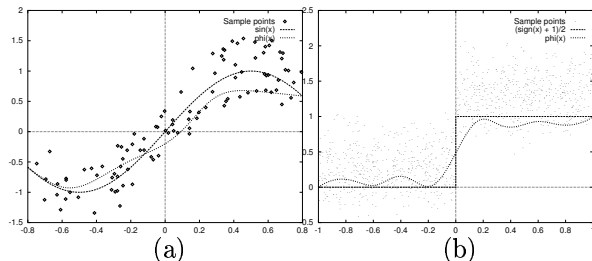 Sample points
sin(x)
phi(x)
2
1.5
1
0.5
0
-0.5
-1
-1.5
-0.8 -0.6 -0.4 -0.2 0 0.2 0.4 0.6 0.8
(a)
Sample points
(sign(x) + 1)/2
phi(x)
2.5
2
1.5
1
0.5
0
-0.5
-1 -0.8 -0.6 -0.4 -0.2 0 0.2 0.4 0.6 0.8 1
(b)